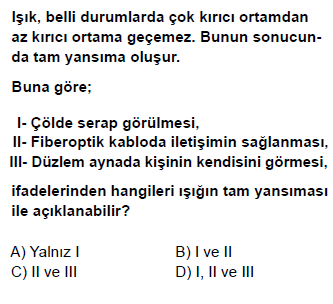 Işık, belli durumlarda çok kırıcı ortamdan
az kırıcı ortama geçemez. Bunun sonucun-
da tam yansıma oluşur.
Buna göre;
I- Çölde serap görülmesi,
II- Fiberoptik kabloda iletişimin sağlanması,
III- Düzlem aynada kişinin kendisini görmesi,
ifadelerinden hangileri ışığın tam yansıması
ile açıklanabilir?
A) Yalnız I B) I ve II
C) II ve III D) I, II ve III